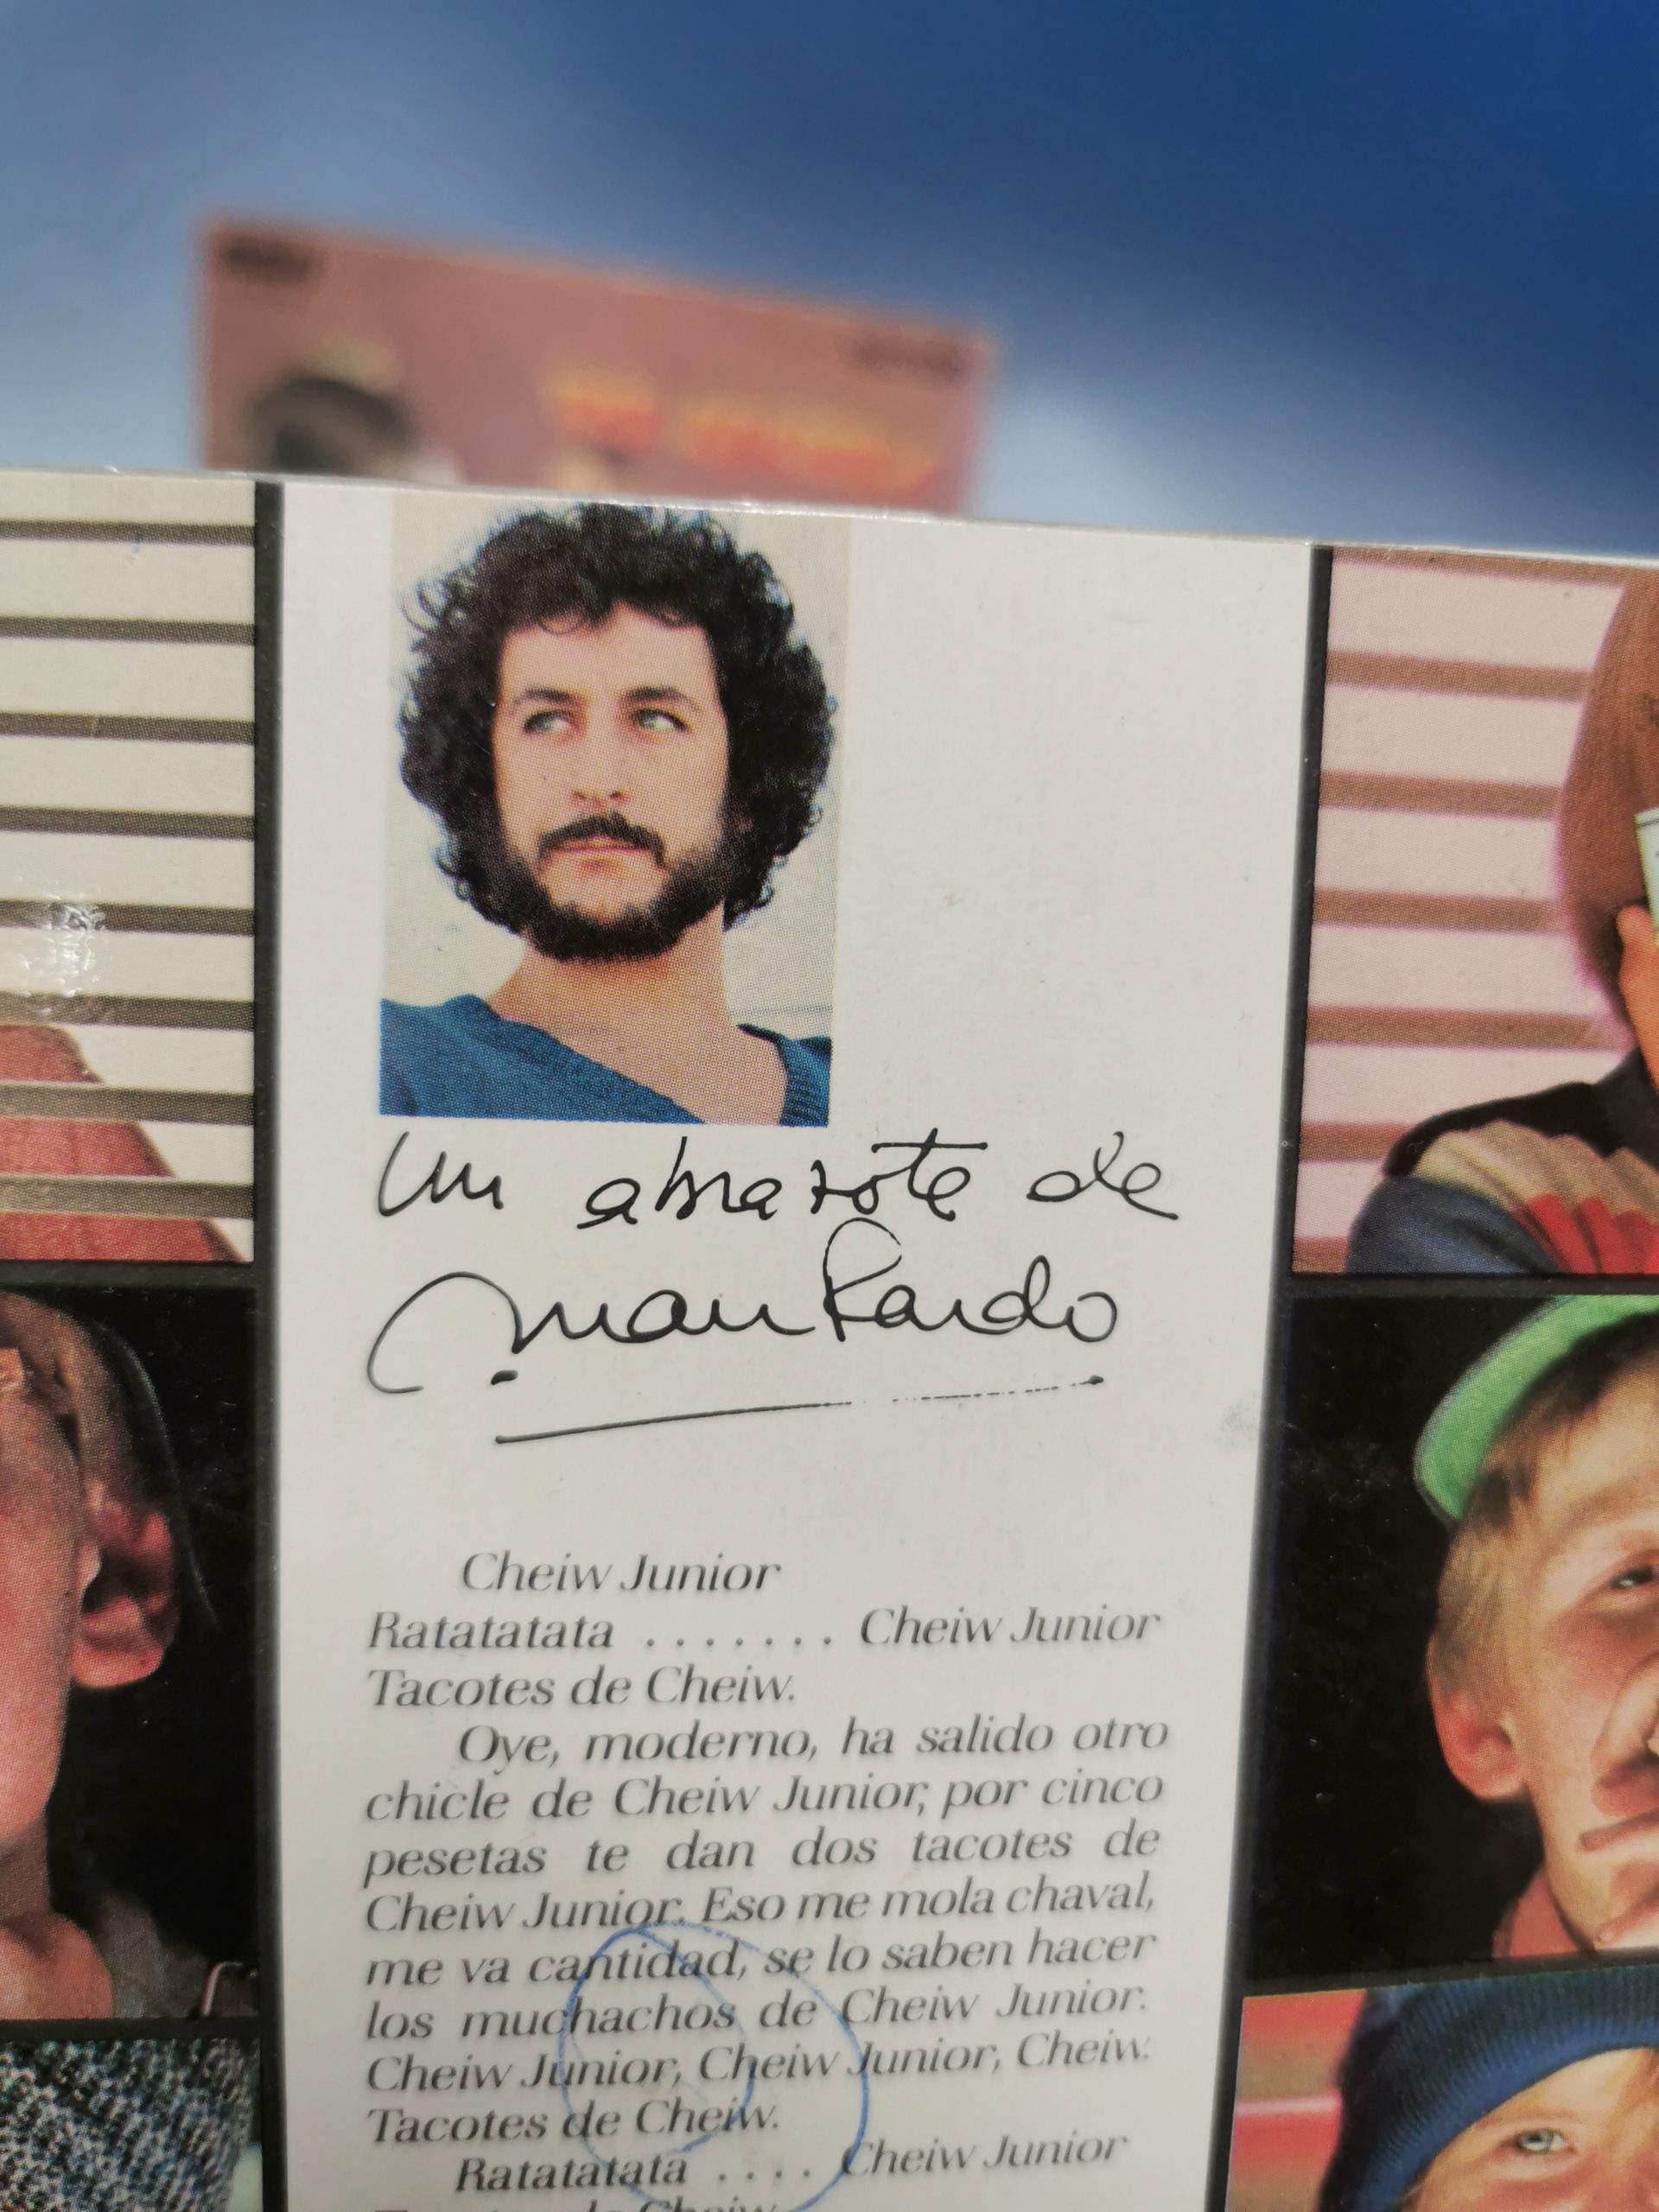 Un abrazote de
Juan Pardo
Cheiw Junior
Ratatatata ....... Cheiw Junior
Tacotes de Cheiw.
Oye, moderno, ha salido otro
chicle de Cheiw Junior, por cinco
pesetas te dan dos tacotes de
Cheiw Junior. Eso me mola chaval,
me va cantidad, se lo saben hacer
los muchachos de Cheiw Junior.
Cheiw Junior, Cheiw Junior, Cheiw.
Tacotes de Cheiw.
Ratatatata .... Cheiw Junior
Tacotes de Cheiw.